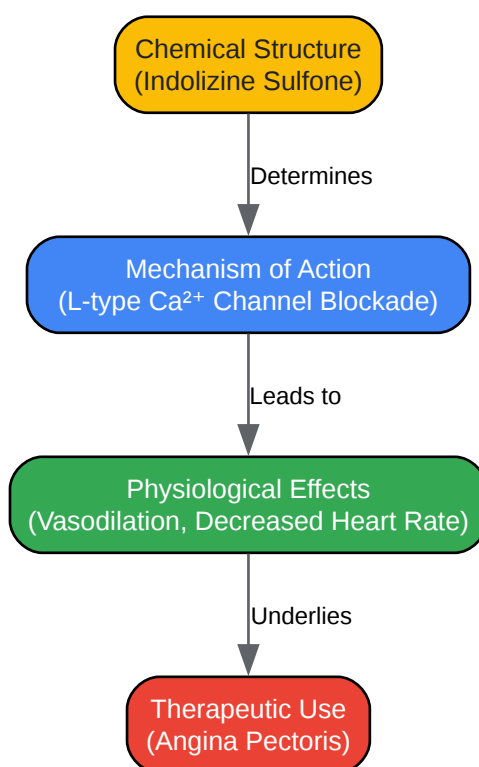 Chemical Structure
(Indolizine Sulfone)
Determines
Mechanism of Action
(L-type Ca²⁺ Channel Blockade)
Leads to
Physiological Effects
(Vasodilation, Decreased Heart Rate)
Underlies
Therapeutic Use
(Angina Pectoris)